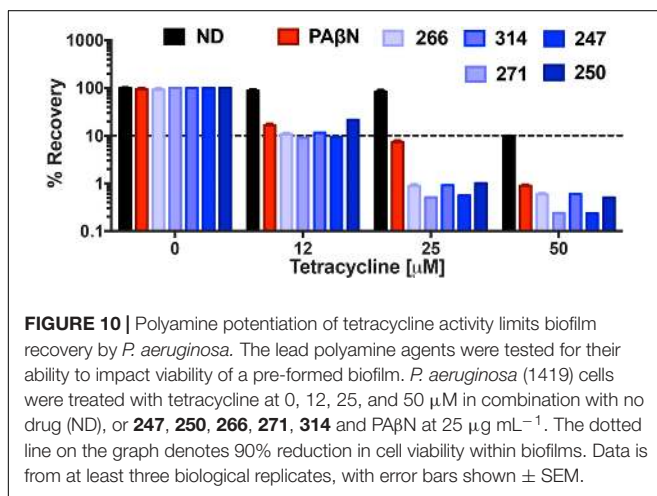 ND PAβN 266 314 247
271 250
1000
100
10
1
0.1
% Recovery
0 12 25 50
Tetracycline [μM]
FIGURE 10 | Polyamine potentiation of tetracycline activity limits biofilm
recovery by P. aeruginosa. The lead polyamine agents were tested for their
ability to impact viability of a pre-formed biofilm. P. aeruginosa (1419) cells
were treated with tetracycline at 0, 12, 25, and 50 μM in combination with no
drug (ND), or 247, 250, 266, 271, 314 and PAβN at 25 μg mL−1. The dotted
line on the graph denotes 90% reduction in cell viability within biofilms. Data is
from at least three biological replicates, with error bars shown ± SEM.